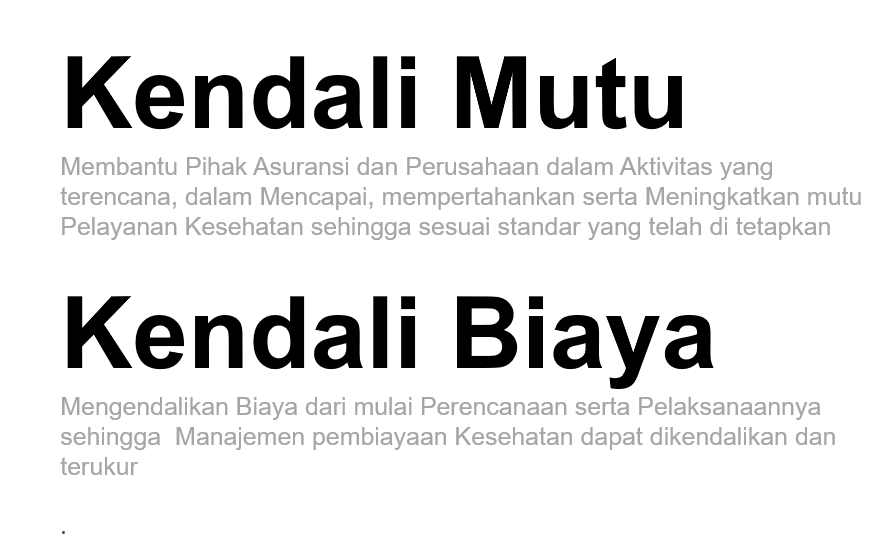 Kendali Mutu
Membantu Pihak Asuransi dan Perusahaan dalam Aktivitas yang
terencana, dalam Mencapai, mempertahankan serta Meningkatkan mutu
Pelayanan Kesehatan sehingga sesuai standar yang telah di tetapkan
Kendali Biaya
Mengendalikan Biaya dari mulai Perencanaan serta Pelaksanaannya
sehingga  Manajemen pembiayaan Kesehatan dapat dikendalikan dan
terukur
.